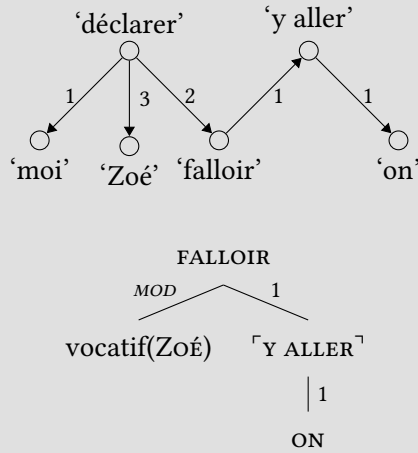 ‘déclarer’ ‘y aller’
1 3 2 1 1
‘moi’ ‘Zoé’ ‘falloir’ ‘on’
FALLOIR
MOD 1
vocatif(ZOÉ) ⌜Y ALLER⌝
1
ON